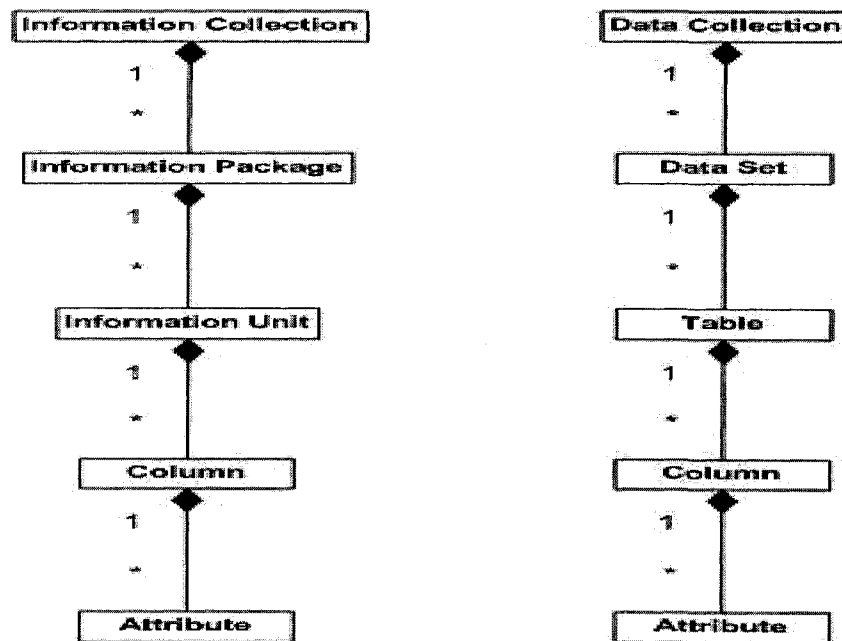 Information Collection
1
*
Information Package
1
*
Information Unit
1
*
Column
1
*
Attribute
Data Collection
1
*
Data Set
1
*
Table
1
*
Column
1
*
Attribute